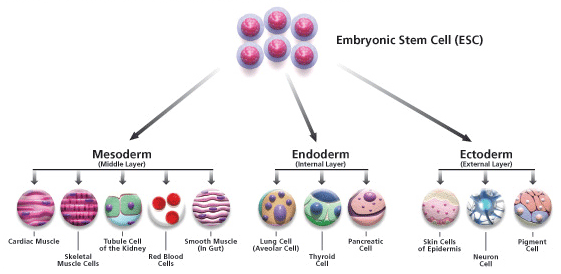 Embryonic Stem Cell (ESC)
Mesoderm
(Middle Layer)
Endoderm
(Internal Layer)
Ectoderm
(External Layer)
Cardiac Muscle
Skeletal
Muscle Cells
Tubule Cell
of the Kidney
Red Blood
Cells
Smooth Muscle
(In Gut)
Lung Cell
(Aveolar Cell)
Thyroid
Cell
Pancreatic
Cell
Skin Cells
of Epidermis
Neuron
Cell
Pigment
Cell